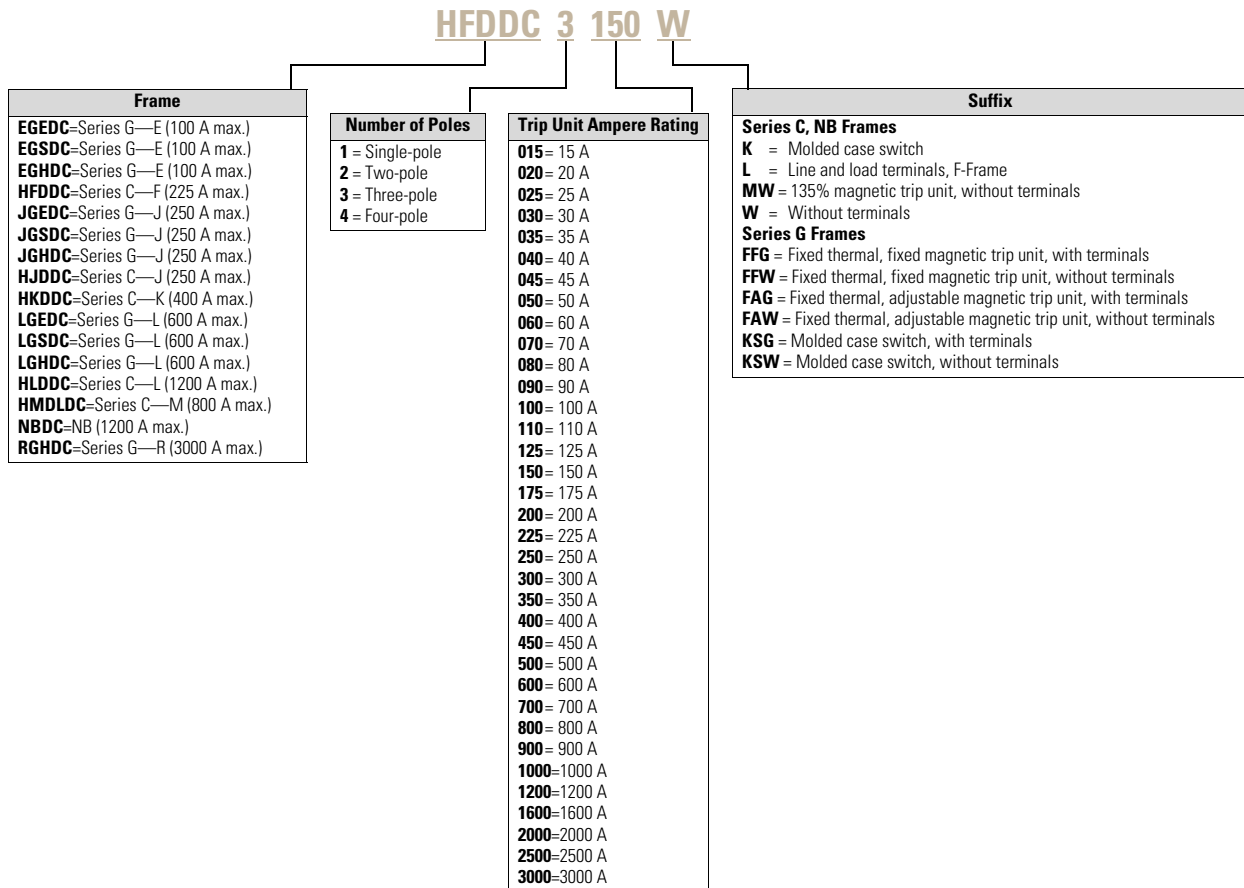 HFDDC 3 150 W
Frame
EGEDC=Series G—E (100 A max.)
EGSDC=Series G—E (100 A max.)
EGHDC=Series G—E (100 A max.)
HFDDC=Series C—F (225 A max.)
JGEDC=Series G—J (250 A max.)
JGSDC=Series G—J (250 A max.)
JGHDC=Series G—J (250 A max.)
HJDDC=Series C—J (250 A max.)
HKDDC=Series C—K (400 A max.)
LGEDC=Series G—L (600 A max.)
LGSDC=Series G—L (600 A max.)
LGHDC=Series G—L (600 A max.)
HLDDC=Series C—L (1200 A max.)
HMDLDC=Series C—M (800 A max.)
NBDC=NB (1200 A max.)
RGHDC=Series G—R (3000 A max.)
Number of Poles
1 = Single-pole
2 = Two-pole
3 = Three-pole
4 = Four-pole
Trip Unit Ampere Rating
015 = 15 A
020 = 20 A
025 = 25 A
030 = 30 A
035 = 35 A
040 = 40 A
045 = 45 A
050 = 50 A
060 = 60 A
070 = 70 A
080 = 80 A
090 = 90 A
100 = 100 A
110 = 110 A
125 = 125 A
150 = 150 A
175 = 175 A
200 = 200 A
225 = 225 A
250 = 250 A
300 = 300 A
350 = 350 A
400 = 400 A
450 = 450 A
500 = 500 A
600 = 600 A
700 = 700 A
800 = 800 A
900 = 900 A
1000=1000 A
1200=1200 A
1600=1600 A
2000=2000 A
2500=2500 A
3000=3000 A
Suffix
Series C, NB Frames
K = Molded case switch
L = Line and load terminals, F-Frame
MW = 135% magnetic trip unit, without terminals
W = Without terminals
Series G Frames
FFG = Fixed thermal, fixed magnetic trip unit, with terminals
FFW = Fixed thermal, fixed magnetic trip unit, without terminals
FAG = Fixed thermal, adjustable magnetic trip unit, with terminals
FAW = Fixed thermal, adjustable magnetic trip unit, without terminals
KSG = Molded case switch, with terminals
KSW = Molded case switch, without terminals